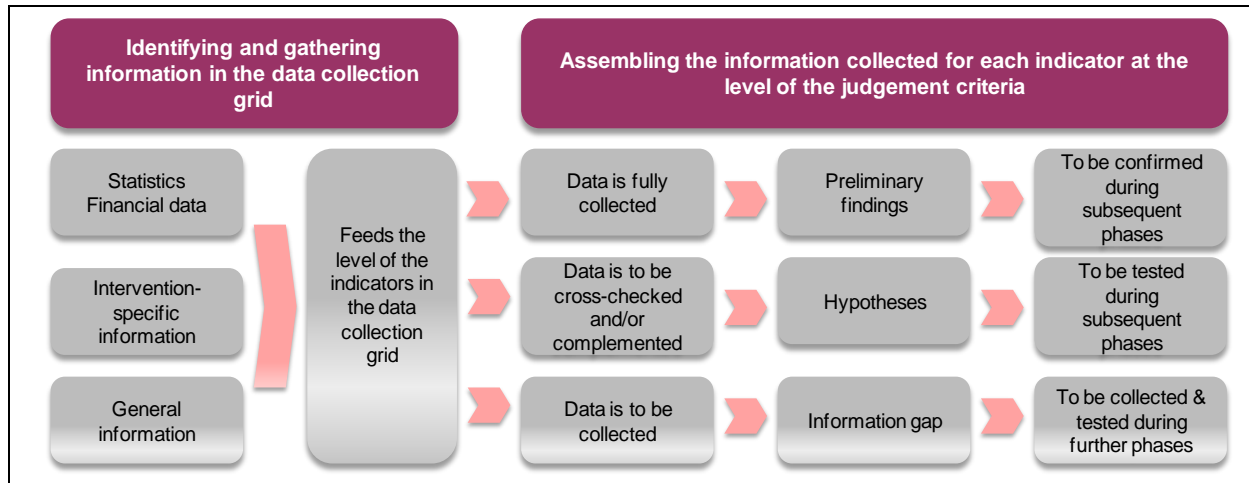 Identifying and gathering
information in the data collection
grid
Assembling the information collected for each indicator at the
level of the judgement criteria
Statistics
Financial data
Intervention-
specific
information
General
information
Feeds the
level of the
indicators in
the data
collection
grid
Data is fully
collected
Preliminary
findings
To be confirmed
during
subsequent
phases
Data is to be
cross-checked
and/or
complemented
Hypotheses
To be tested
during
subsequent
phases
Data is to be
collected
Information gap
To be collected &
tested during
further phases